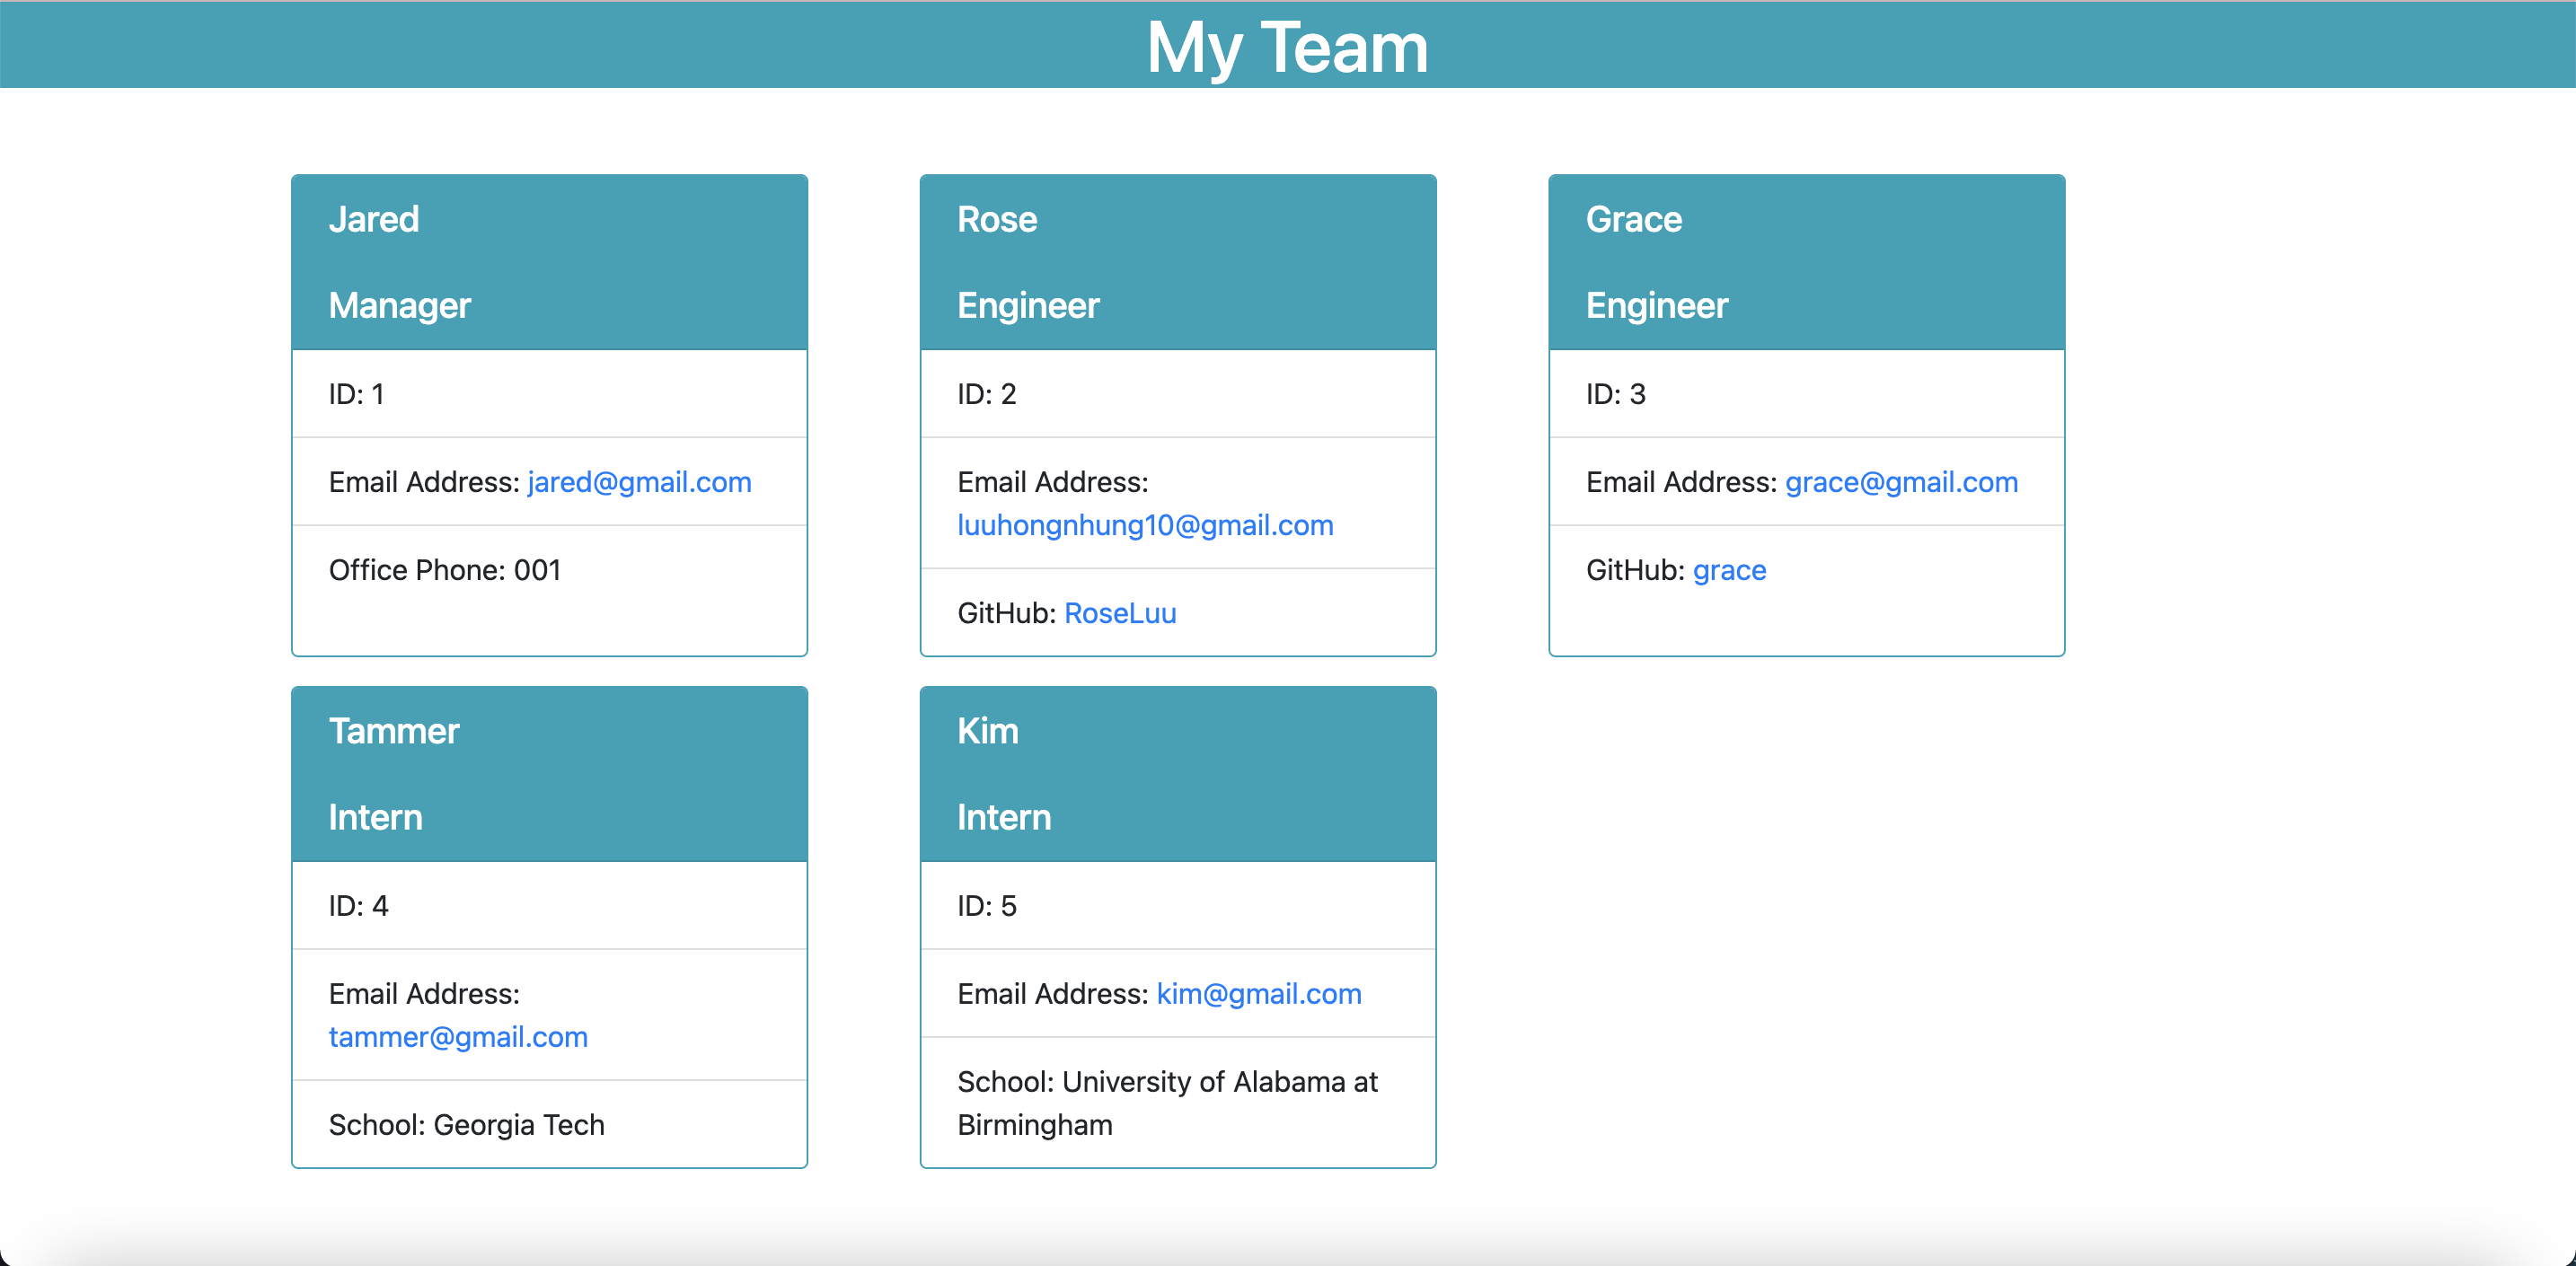 My Team
Jared
Manager
ID: 1
Email Address: jared@gmail.com
Office Phone: 001
Rose
Engineer
ID: 2
Email Address:
luuhongnhung10@gmail.com
GitHub: RoseLuu
Grace
Engineer
ID: 3
Email Address: grace@gmail.com
GitHub: grace
Tammer
Intern
ID: 4
Email Address:
tammer@gmail.com
School: Georgia Tech
Kim
Intern
ID: 5
Email Address: kim@gmail.com
School: University of Alabama at
Birmingham